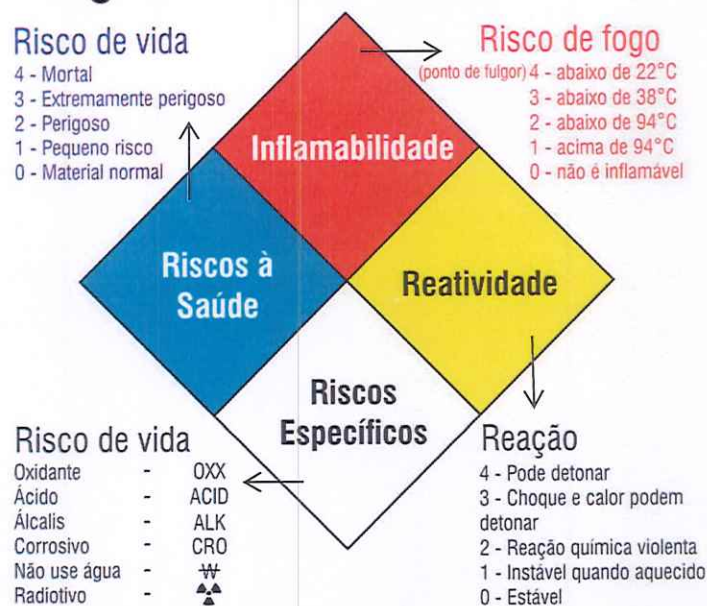 Risco de vida
4 - Mortal
3 - Extremamente perigoso
2 - Perigoso
1 - Pequeno risco
0 - Material normal
Risco de fogo
(ponto de fulgor) 4 - abaixo de 22°C
3 - abaixo de 38°C
2 - abaixo de 94°C
1 - acima de 94°C
0 - não é inflamável
Inflamabilidade
Riscos à
Saúde
Reatividade
Riscos
Específicos
Risco de vida
Oxidante - OXX
Ácido - ACID
Álcalis - ALK
Corrosivo - CRO
Não use água - W
Radiotivo -
Reação
4 - Pode detonar
3 - Choque e calor podem
detonar
2 - Reação química violenta
1 - Instável quando aquecido
0 - Estável